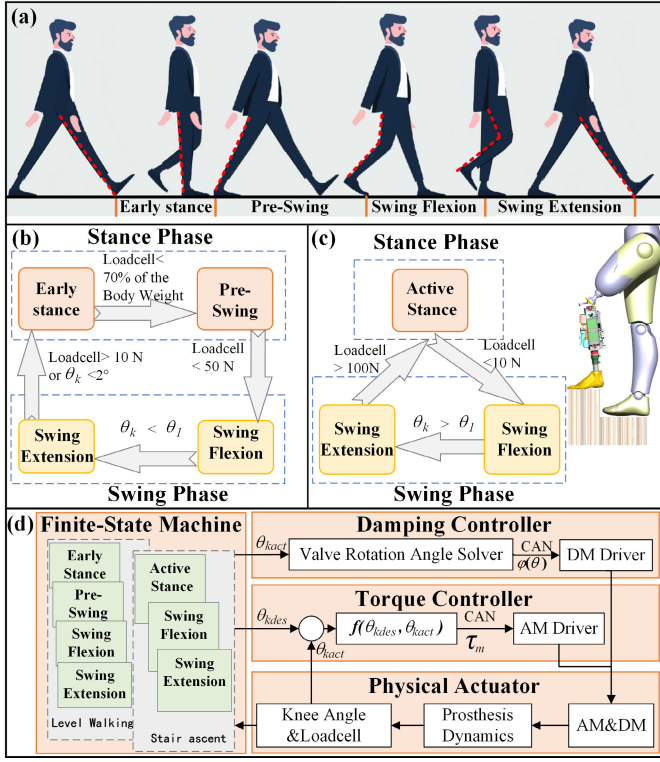 (a)
Early stance
Pre-Swing
Swing Flexion
Swing Extension
(b)
Stance Phase
Early
stance
Loadcell<
70% of the
Body Weight
Pre-
Swing
Loadcell> 10 N
or θk <2°
Loadcell
< 50 N
Swing
Extension
θk < θ1
Swing
Flexion
Swing Phase
(c)
Stance Phase
Active
Stance
Loadcell
> 100N
Loadcell
<10 N
Swing
Extension
θk > θ1
Swing
Flexion
Swing Phase
(d)
Finite-State Machine
Early
Stance
Pre-
Swing
Swing
Flexion
Swing
Extension
Level Walking
Active
Stance
Swing
Flexion
Swing
Extension
Stair ascent
Damping Controller
θkact
Valve Rotation Angle Solver
CAN
φ(θ)
DM Driver
Torque Controller
θkdes
θkact
f(θkdes,θkact)
CAN
τm
AM Driver
Physical Actuator
Knee Angle
&Loadcell
Prosthesis
Dynamics
AM&DM